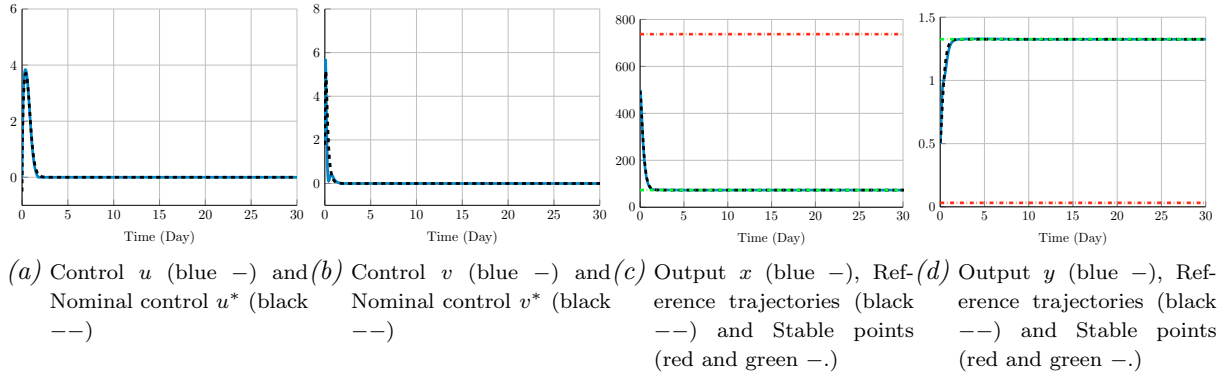 6
4
2
0
0 5 10 15 20 25 30
Time (Day)
8
6
4
2
0
0 5 10 15 20 25 30
Time (Day)
800
600
400
200
0
0 5 10 15 20 25 30
Time (Day)
1.5
1
0.5
0
0 5 10 15 20 25 30
Time (Day)
(a) Control u (blue −) and
Nominal control u* (black
−−)
(b) Control v (blue −) and
Nominal control v* (black
−−)
(c) Output x (blue −), Ref-
erence trajectories (black
−−) and Stable points
(red and green −.)
(d) Output y (blue −), Ref-
erence trajectories (black
−−) and Stable points
(red and green −.)